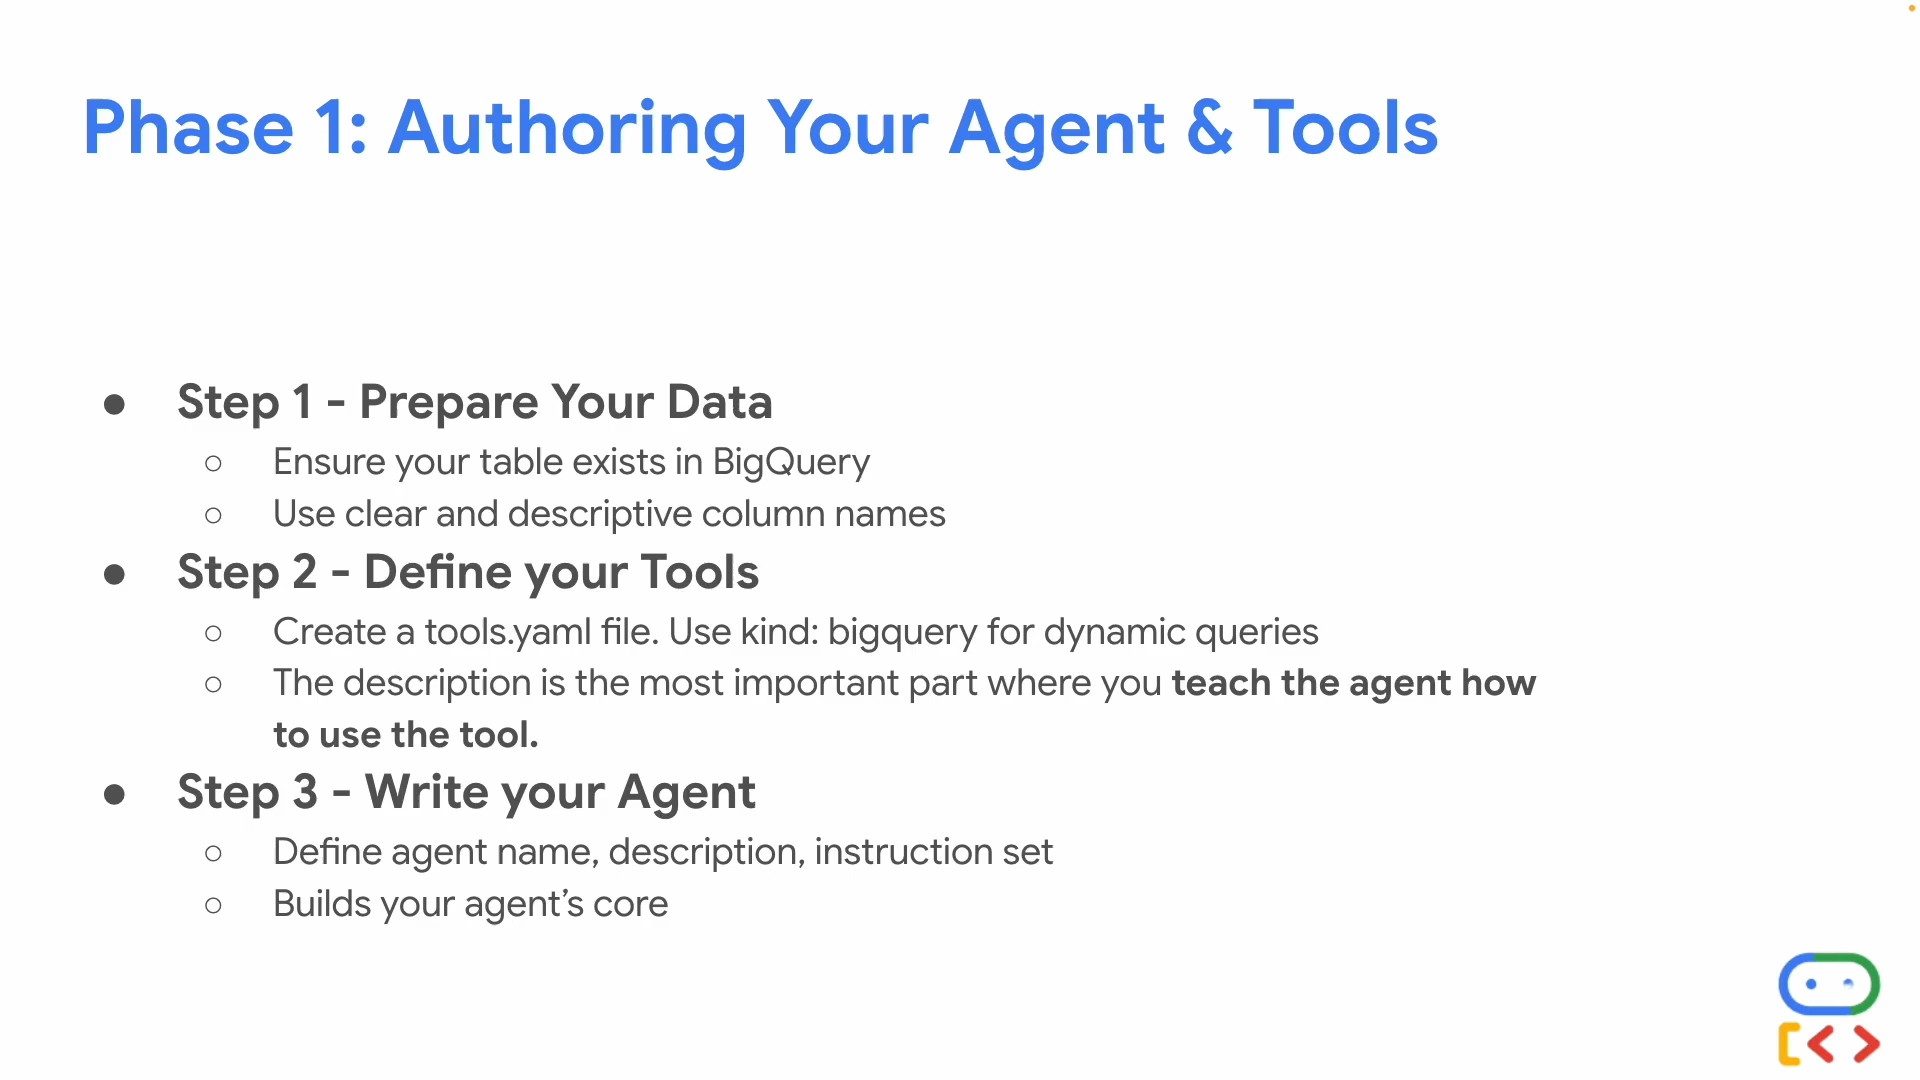 Phase 1: Authoring Your Agent & Tools
● Step 1 - Prepare Your Data
○ Ensure your table exists in BigQuery
○ Use clear and descriptive column names
● Step 2 - Define your Tools
○ Create a tools.yaml file. Use kind: bigquery for dynamic queries
○ The description is the most important part where you teach the agent how
to use the tool.
● Step 3 - Write your Agent
○ Define agent name, description, instruction set
○ Builds your agent’s core